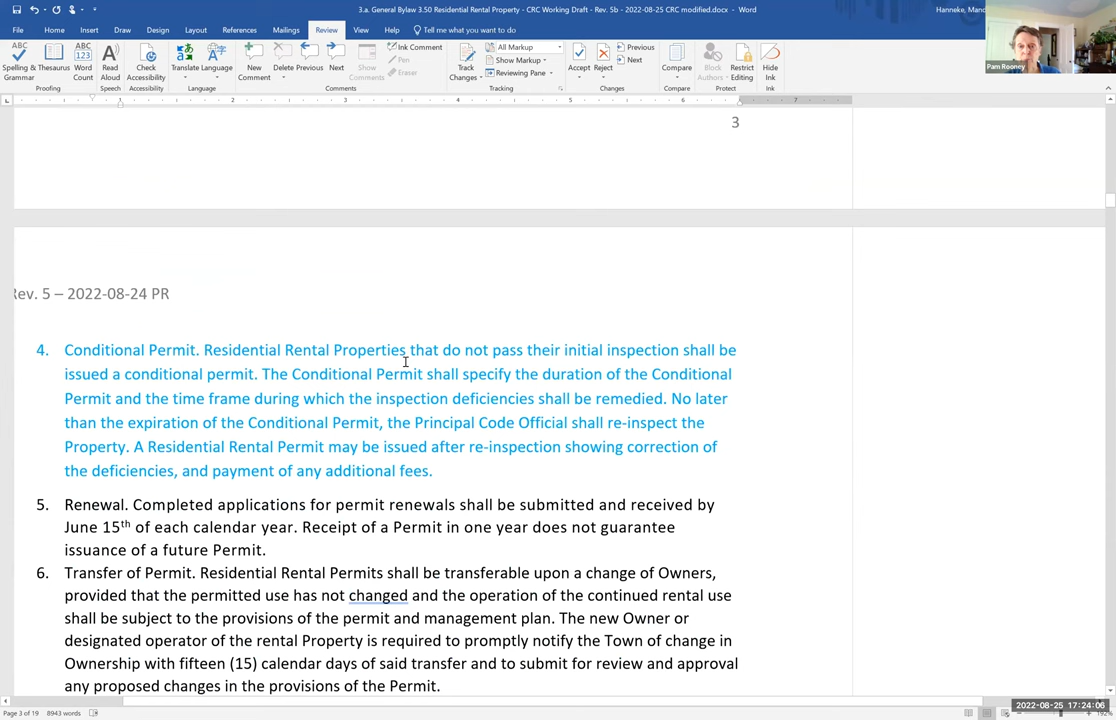 3.a. General Bylaw 3.50 Residential Rental Property - CRC Working Draft - Rev. 5b - 2022-08-25 CRC modified.docx - Word
Hanneke, Mand
Pam Rooney
File Home Insert Draw Design Layout References Mailings Review View Help Tell me what you want to do
Spelling & Grammar
Thesaurus
Word Count
Read Aloud
Check Accessibility
Translate
Language
New Comment
Delete
Previous
Next
Show Comments
Ink Comment
Pen
Eraser
Track Changes
All Markup
Show Markup
Reviewing Pane
Accept
Reject
Previous
Next
Compare
Block Authors
Restrict Editing
Hide Ink
Proofing Speech Accessibility Language Comments Tracking Changes Compare Protect Ink
1 2 3 4 5 6 7
3
Rev. 5 – 2022-08-24 PR
4. Conditional Permit. Residential Rental Properties that do not pass their initial inspection shall be
issued a conditional permit. The Conditional Permit shall specify the duration of the Conditional
Permit and the time frame during which the inspection deficiencies shall be remedied. No later
than the expiration of the Conditional Permit, the Principal Code Official shall re-inspect the
Property. A Residential Rental Permit may be issued after re-inspection showing correction of
the deficiencies, and payment of any additional fees.
5. Renewal. Completed applications for permit renewals shall be submitted and received by
June 15th of each calendar year. Receipt of a Permit in one year does not guarantee
issuance of a future Permit.
6. Transfer of Permit. Residential Rental Permits shall be transferable upon a change of Owners,
provided that the permitted use has not changed and the operation of the continued rental use
shall be subject to the provisions of the permit and management plan. The new Owner or
designated operator of the rental Property is required to promptly notify the Town of change in
Ownership with fifteen (15) calendar days of said transfer and to submit for review and approval
any proposed changes in the provisions of the Permit.
Page 3 of 19 8943 words
2022-08-25 17:24:06
192%